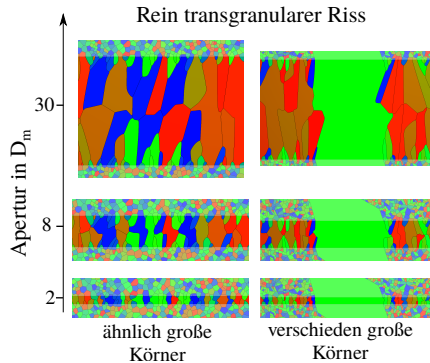 Rein transgranularer Riss
Apertur in Dm
30
8
2
ähnlich große
Körner
verschieden große
Körner